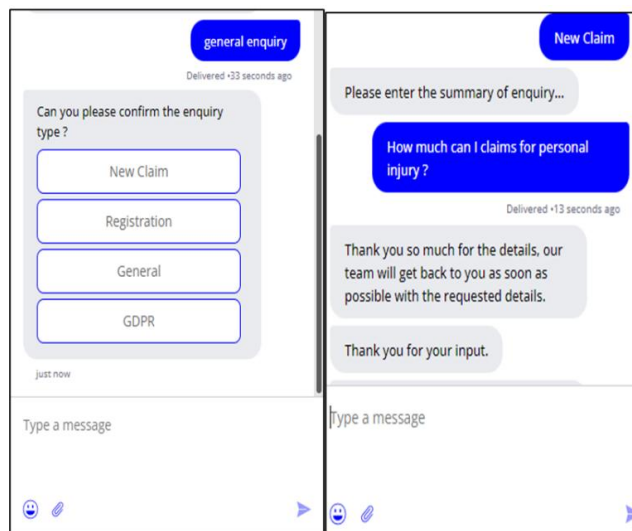 general enquiry
Delivered •33 seconds ago
Can you please confirm the enquiry
type ?
New Claim
Registration
General
GDPR
just now
Type a message
New Claim
Please enter the summary of enquiry...
How much can I claims for personal
injury ?
Delivered •13 seconds ago
Thank you so much for the details, our
team will get back to you as soon as
possible with the requested details.
Thank you for your input.
Type a message